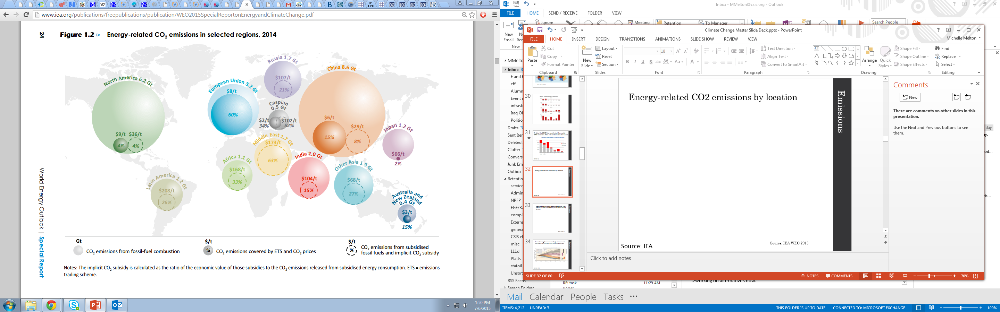 www.iea.org/publications/freepublications/publication/WEO2015SpecialReportonEnergyandClimateChange.pdf
24
Figure 1.2 ▷ Energy-related CO2 emissions in selected regions, 2014
North America 6.2 Gt
$9/t $36/t
4% 4%
European Union 3.2 Gt
$8/t
60%
Russia 1.7 Gt
$107/t
21%
Caspian
0.5 Gt
$2/t $102/t
34% 52%
China 8.6 Gt
$6/t
15%
$29/t
8%
Japan 1.2 Gt
$66/t
2%
Middle East 1.7 Gt
$173/t
63%
Africa 1.1 Gt
$168/t
33%
India 2.0 Gt
$104/t
15%
Other Asia 1.9 Gt
$68/t
27%
Latin America 1.2 Gt
$208/t
26%
Australia and
New Zealand
0.4 Gt
$3/t
15%
World Energy Outlook | Special Report
Gt
CO2 emissions from fossil-fuel combustion
$/t
%
CO2 emissions covered by ETS and CO2 prices
$/t
%
CO2 emissions from subsidised
fossil fuels and implicit CO2 subsidy
Notes: The implicit CO2 subsidy is calculated as the ratio of the economic value of those subsidies to the CO2 emissions released from subsidised energy consumption. ETS = emissions
trading scheme.
1:50 PM
7/6/2015
Inbox - MMelton@csis.org - Outlook
FILE HOME SEND / RECEIVE FOLDER VIEW
Ignore
Meeting
Retention
To Manager
Search People
New
Email
New
Climate Change Master Slide Deck.pptx - PowerPoint
FILE HOME INSERT DESIGN TRANSITIONS ANIMATIONS SLIDE SHOW REVIEW VIEW
Michelle Melton
Paste
Cut
Copy
Format Painter
Clipboard
New
Slide
Layout
Reset
Section
Slides
18
Font
Text Direction
Align Text
Convert to SmartArt
Paragraph
Arrange
Quick
Styles
Shape Fill
Shape Outline
Shape Effects
Drawing
Find
Replace
Select
Editing
Inbox 3
E and E
eff
Alumn
Event i
infrastr
Iraq Oi
Politic
Drafts
Sent Iten
Deleted I
Clutter
Convers
Junk Em
Outbox
Retentio
service
Admin
NPFP
FGE/Ba
compli
Externa
genera
CSIS el
misc
111d
Platts
statoil
Unsort
RSS Feeds
Search Folders
30
31
32
33
34
Energy-related CO2 emissions by location
Emissions
Source: IEA
Source: IEA WEO 2015
Click to add notes
Comments
New
There are comments on other slides in this
presentation.
Use the Next and Previous buttons to see
them.
SLIDE 32 OF 80
NOTES COMMENTS
70%
RE: task 11:29 AM
>working on alternatives now.
Mail Calendar People Tasks
ITEMS: 4,212 UNREAD: 3
THIS FOLDER IS UP TO DATE. CONNECTED TO: MICROSOFT EXCHANGE
100%